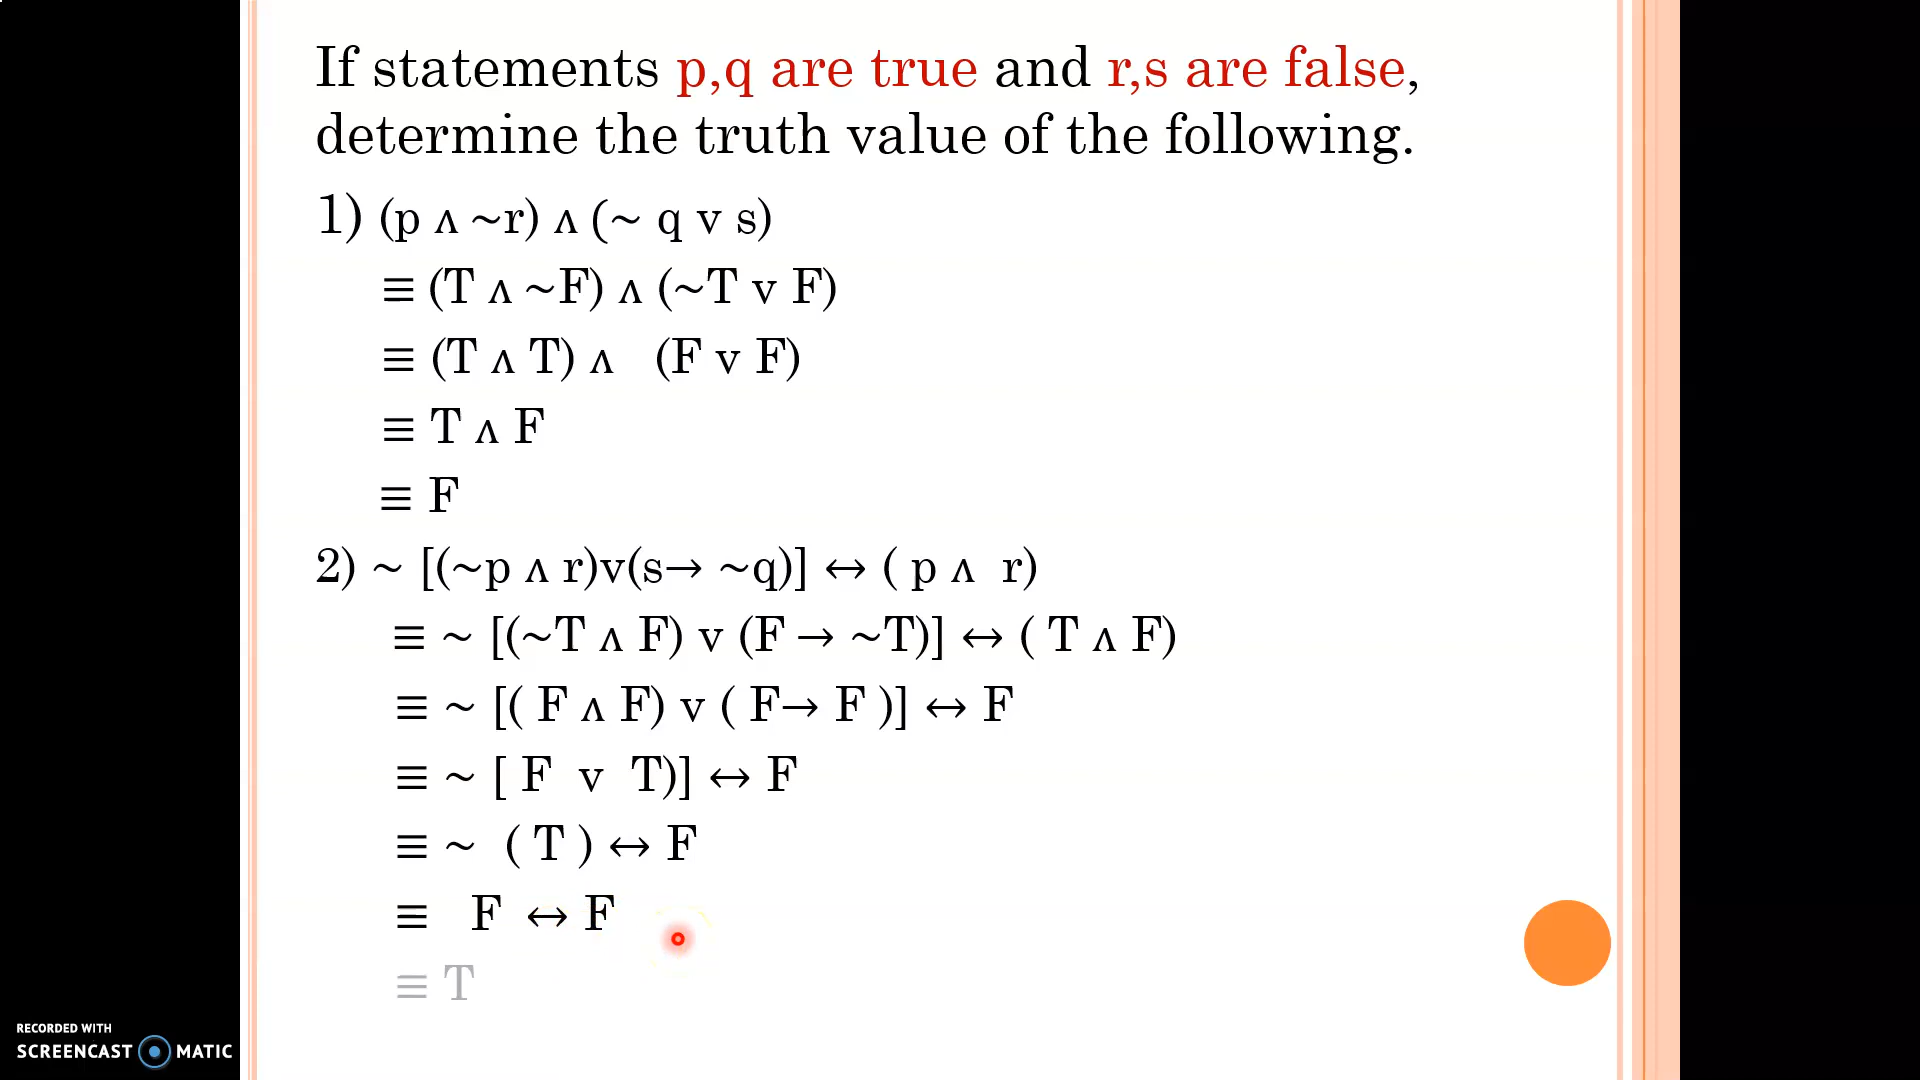 If statements p,q are true and r,s are false,
determine the truth value of the following.
1) (p ʌ ~r) ʌ (~ q v s)
≡ (T ʌ ~F) ʌ (~T v F)
≡ (T ʌ T) ʌ (F v F)
≡ T ʌ F
≡ F
2) ~ [(~p ʌ r)v(s→ ~q)] ↔ ( p ʌ r)
≡ ~ [(~T ʌ F) v (F → ~T)] ↔ ( T ʌ F)
≡ ~ [( F ʌ F) v ( F→ F )] ↔ F
≡ ~ [ F v T)] ↔ F
≡ ~ ( T ) ↔ F
≡ F ↔ F
≡ T
RECORDED WITH
SCREENCAST MATIC